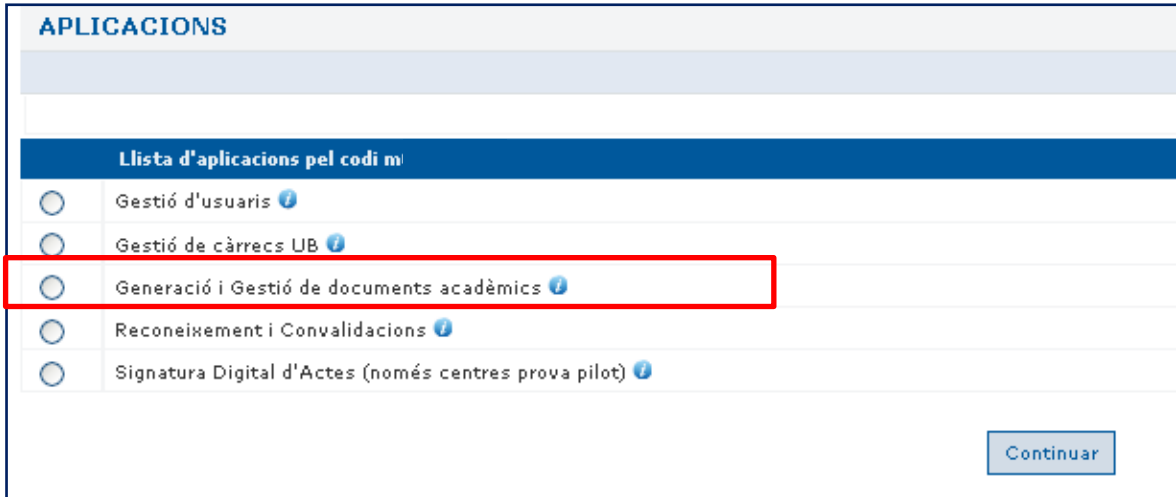 APLICACIONS
Llista d'aplicacions pel codi
Gestió d'usuaris
Gestió de càrrecs UB
Generació i Gestió de documents acadèmics
Reconeixement i Convalidacions
Signatura Digital d'Actes (només centres prova pilot)
Continuar